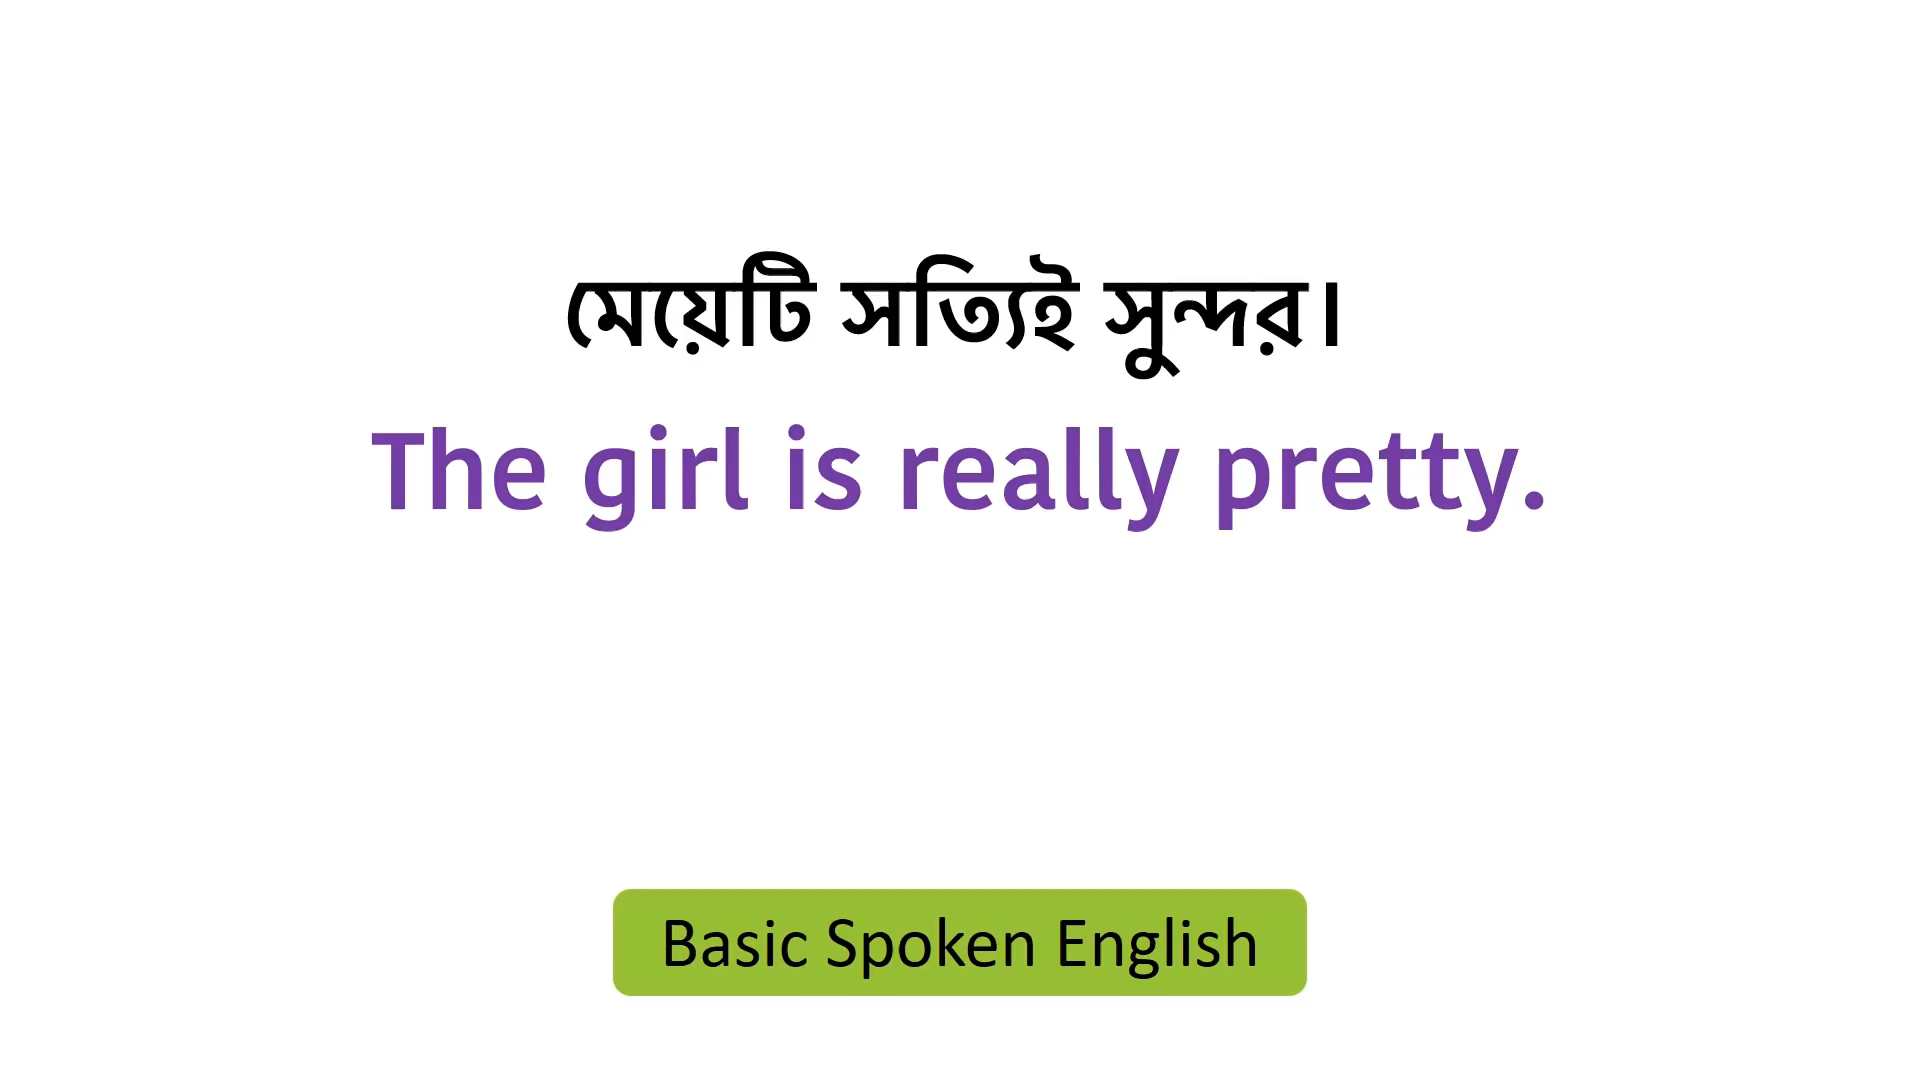 মেয়েটি সত্যিই সুন্দর।
The girl is really pretty.
Basic Spoken English